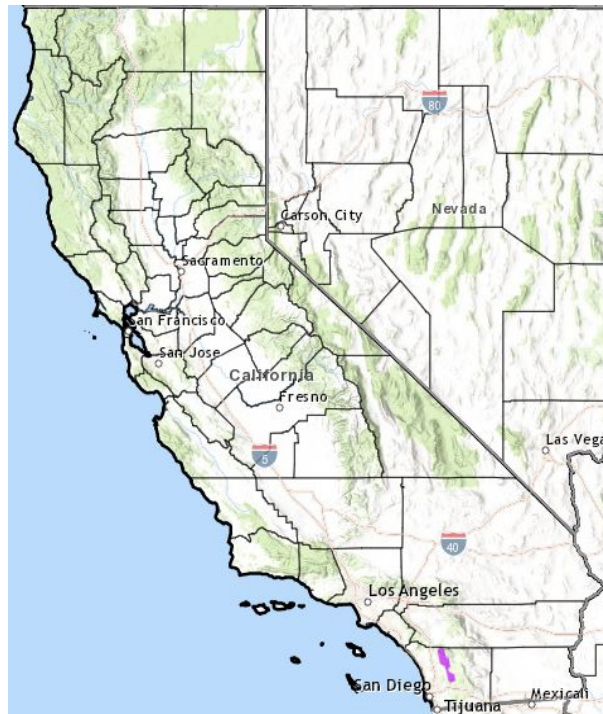 80
Carson City
Nevada
Sacramento
San Francisco
San Jose
California
Fresno
Las Vega
5
40
Los Angeles
San Diego
Mexicali
Tijuana